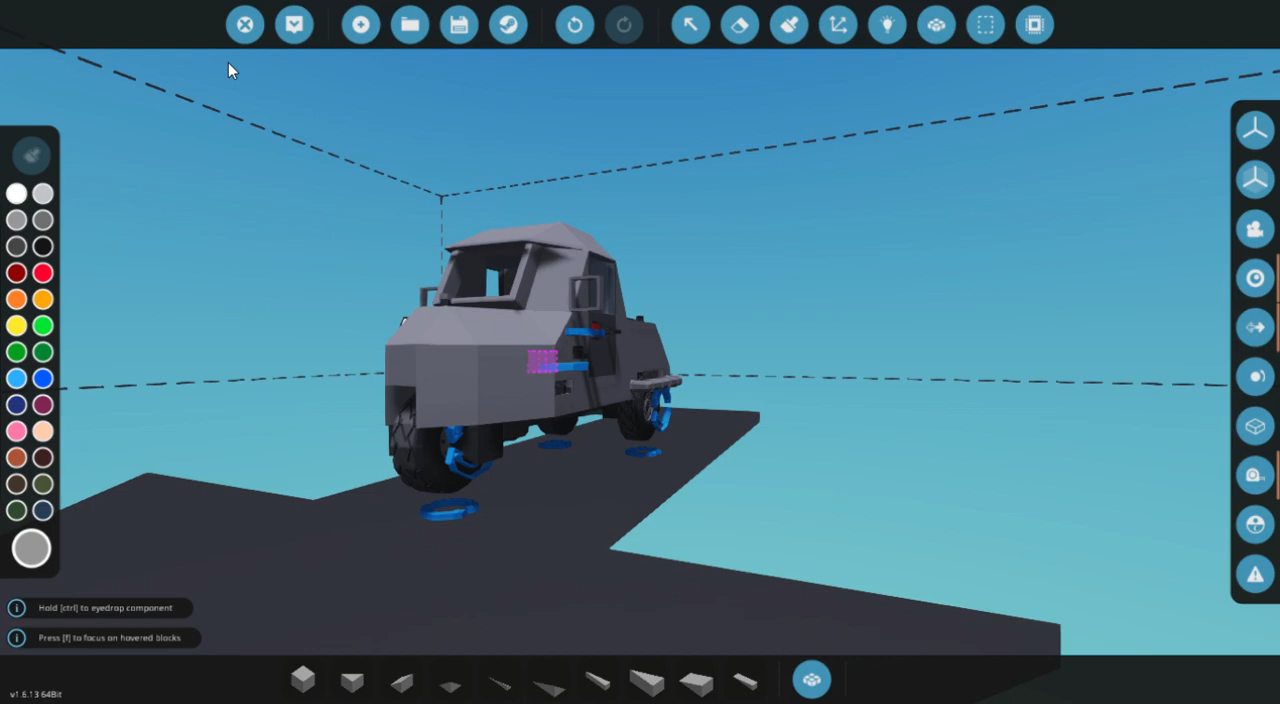 Hold [ctrl] to eyedrop component
Press [f] to focus on hovered blocks
v1.6.13 64Bit